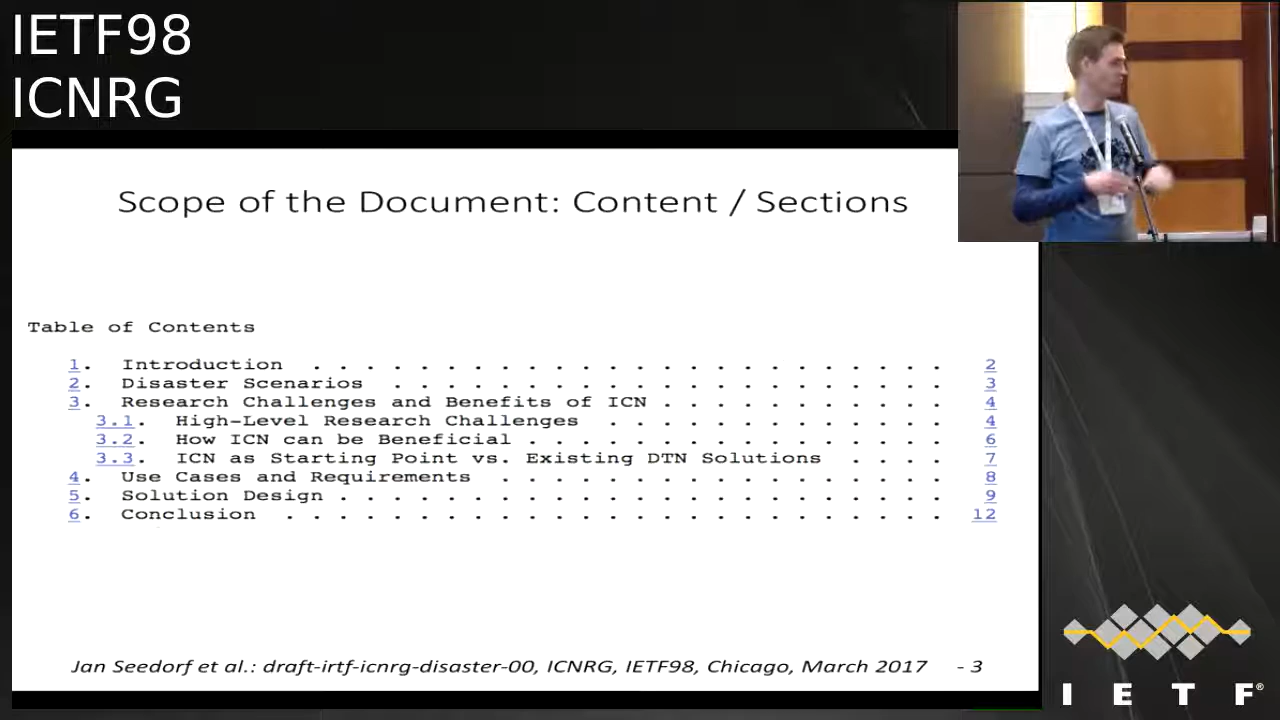 IETF98
ICNRG
Scope of the Document: Content / Sections
Table of Contents
1. Introduction . . . . . . . . . . . . . . . . . . . . . . . . 2
2. Disaster Scenarios . . . . . . . . . . . . . . . . . . . . . 3
3. Research Challenges and Benefits of ICN . . . . . . . . . . . 4
3.1. High-Level Research Challenges . . . . . . . . . . . . . 4
3.2. How ICN can be Beneficial . . . . . . . . . . . . . . . . 6
3.3. ICN as Starting Point vs. Existing DTN Solutions . . . . 7
4. Use Cases and Requirements . . . . . . . . . . . . . . . . . 8
5. Solution Design . . . . . . . . . . . . . . . . . . . . . . . 9
6. Conclusion . . . . . . . . . . . . . . . . . . . . . . . . . 12
Jan Seedorf et al.: draft-irtf-icnrg-disaster-00, ICNRG, IETF98, Chicago, March 2017 - 3
I E T F®